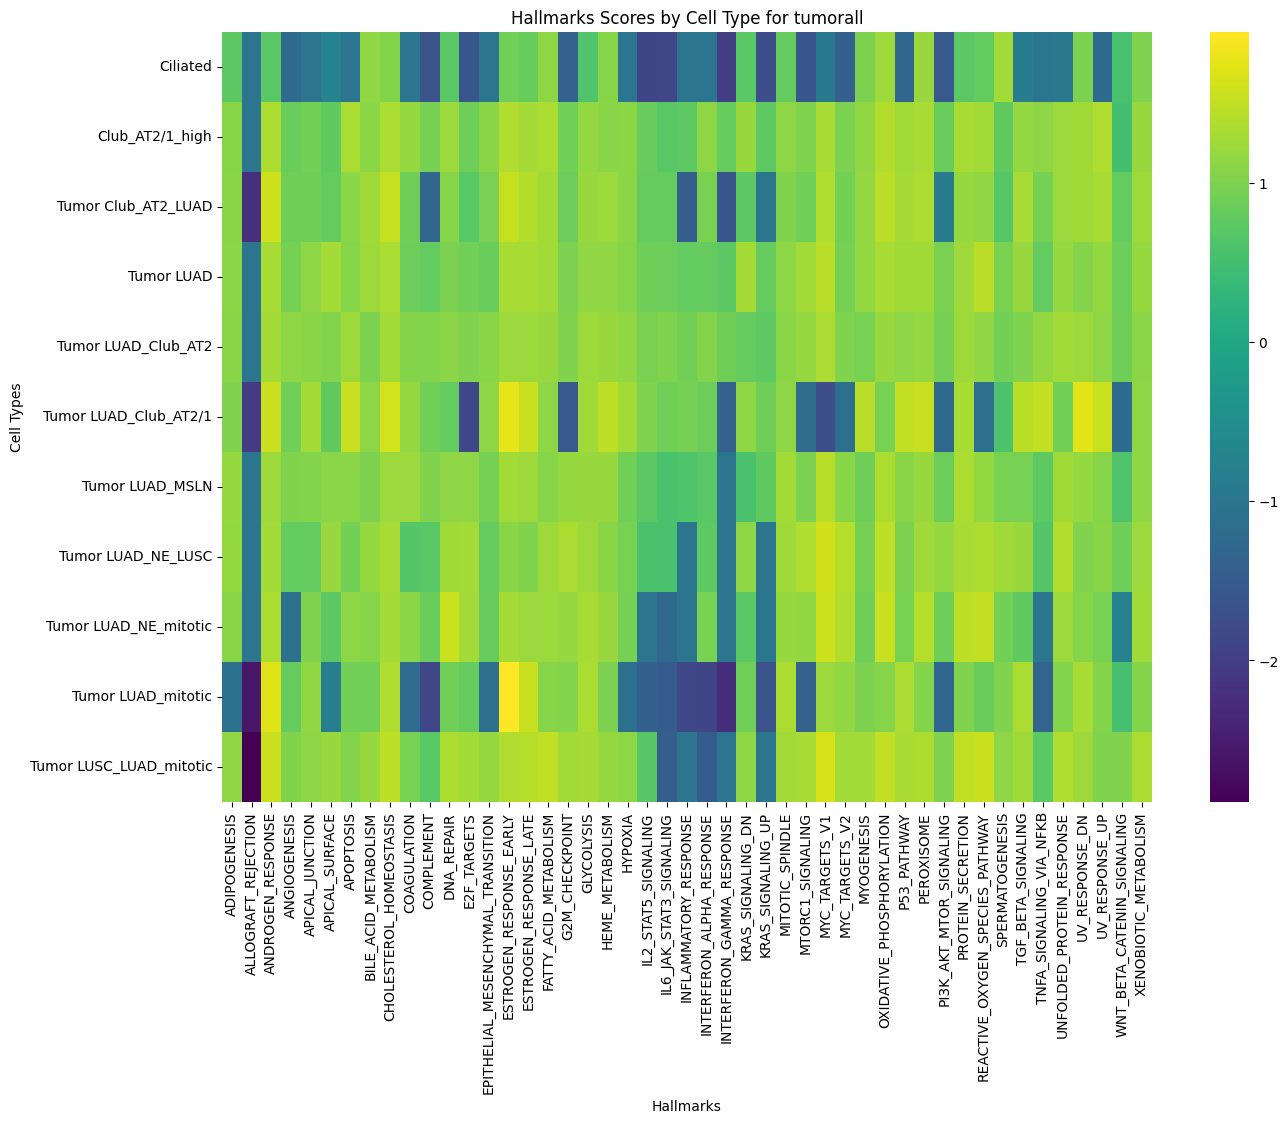 Hallmarks Scores by Cell Type for tumorall
Cell Types
Ciliated
Club_AT2/1_high
Tumor Club_AT2_LUAD
Tumor LUAD
Tumor LUAD_Club_AT2
Tumor LUAD_Club_AT2/1
Tumor LUAD_MSLN
Tumor LUAD_NE_LUSC
Tumor LUAD_NE_mitotic
Tumor LUAD_mitotic
Tumor LUSC_LUAD_mitotic
1
0
−1
−2
ADIPOGENESIS
ALLOGRAFT_REJECTION
ANDROGEN_RESPONSE
ANGIOGENESIS
APICAL_JUNCTION
APICAL_SURFACE
APOPTOSIS
BILE_ACID_METABOLISM
CHOLESTEROL_HOMEOSTASIS
COAGULATION
COMPLEMENT
DNA_REPAIR
E2F_TARGETS
EPITHELIAL_MESENCHYMAL_TRANSITION
ESTROGEN_RESPONSE_EARLY
ESTROGEN_RESPONSE_LATE
FATTY_ACID_METABOLISM
G2M_CHECKPOINT
GLYCOLYSIS
HEME_METABOLISM
HYPOXIA
IL2_STAT5_SIGNALING
IL6_JAK_STAT3_SIGNALING
INFLAMMATORY_RESPONSE
INTERFERON_ALPHA_RESPONSE
INTERFERON_GAMMA_RESPONSE
KRAS_SIGNALING_DN
KRAS_SIGNALING_UP
MITOTIC_SPINDLE
MTORC1_SIGNALING
MYC_TARGETS_V1
MYC_TARGETS_V2
MYOGENESIS
OXIDATIVE_PHOSPHORYLATION
P53_PATHWAY
PEROXISOME
PI3K_AKT_MTOR_SIGNALING
PROTEIN_SECRETION
REACTIVE_OXYGEN_SPECIES_PATHWAY
SPERMATOGENESIS
TGF_BETA_SIGNALING
TNFA_SIGNALING_VIA_NFKB
UNFOLDED_PROTEIN_RESPONSE
UV_RESPONSE_DN
UV_RESPONSE_UP
WNT_BETA_CATENIN_SIGNALING
XENOBIOTIC_METABOLISM
Hallmarks